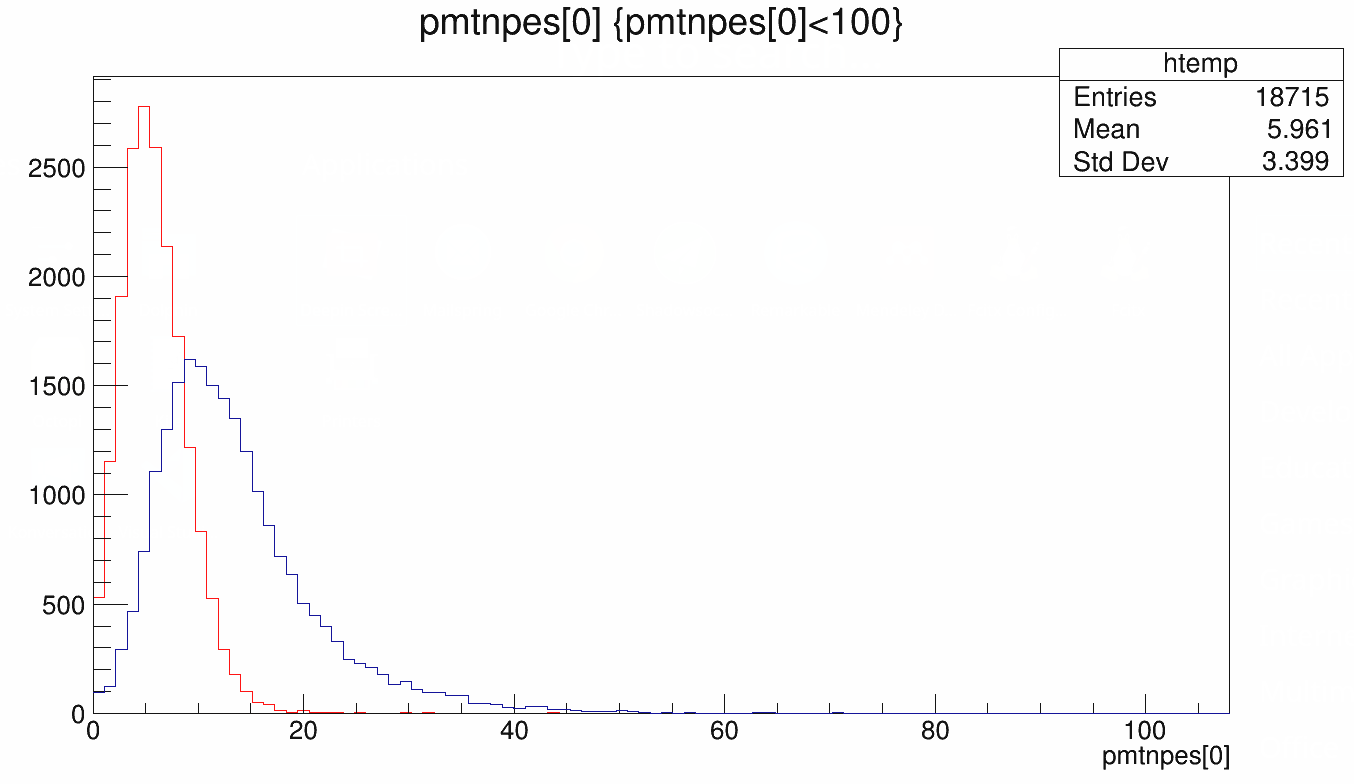 pmtnpes[0] {pmtnpes[0]<100}
htemp
Entries 18715
Mean 5.961
Std Dev 3.399
2500
2000
1500
1000
500
0
0 20 40 60 80 100
pmtnpes[0]